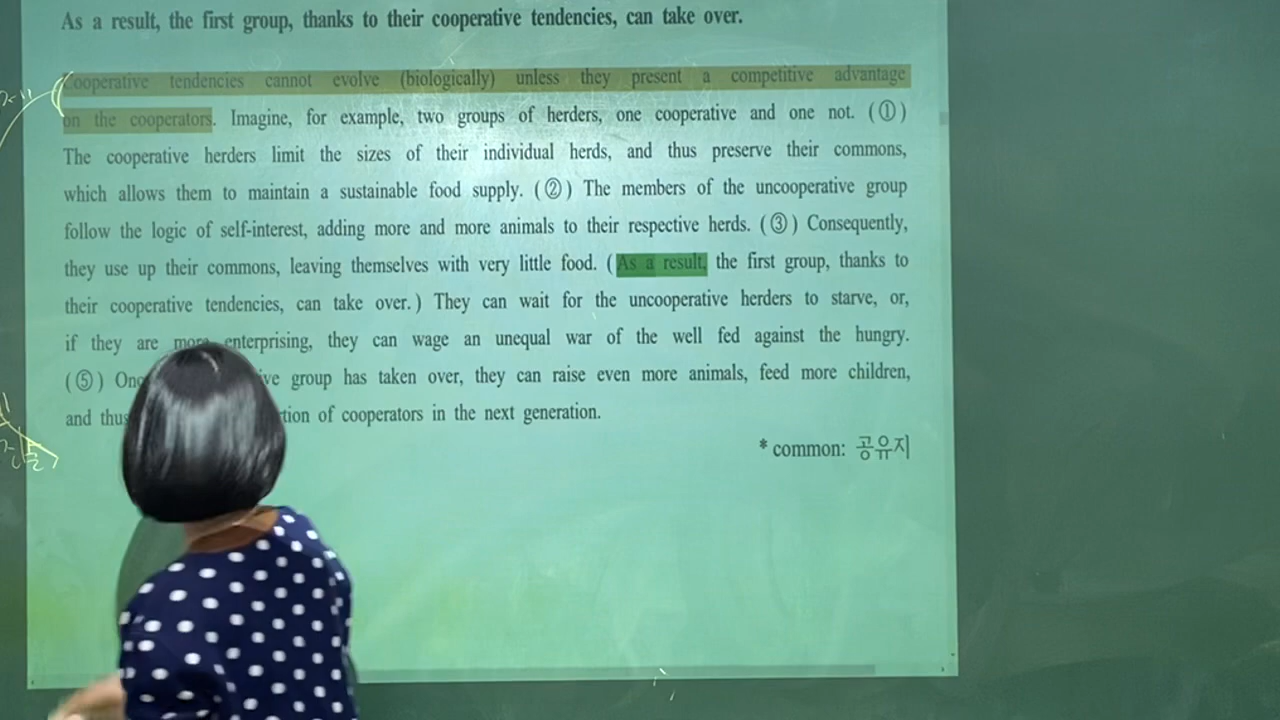 As a result, the first group, thanks to their cooperative tendencies, can take over.
Cooperative tendencies cannot evolve (biologically) unless they present a competitive advantage
on the cooperators. Imagine, for example, two groups of herders, one cooperative and one not. (①)
The cooperative herders limit the sizes of their individual herds, and thus preserve their commons,
which allows them to maintain a sustainable food supply. (②) The members of the uncooperative group
follow the logic of self-interest, adding more and more animals to their respective herds. (③) Consequently,
they use up their commons, leaving themselves with very little food. (As a result, the first group, thanks to
their cooperative tendencies, can take over.) They can wait for the uncooperative herders to starve, or,
if they are more enterprising, they can wage an unequal war of the well fed against the hungry.
(⑤) group has taken over, they can raise even more animals, feed more children,
and thus of cooperators in the next generation.
* common: 공유지